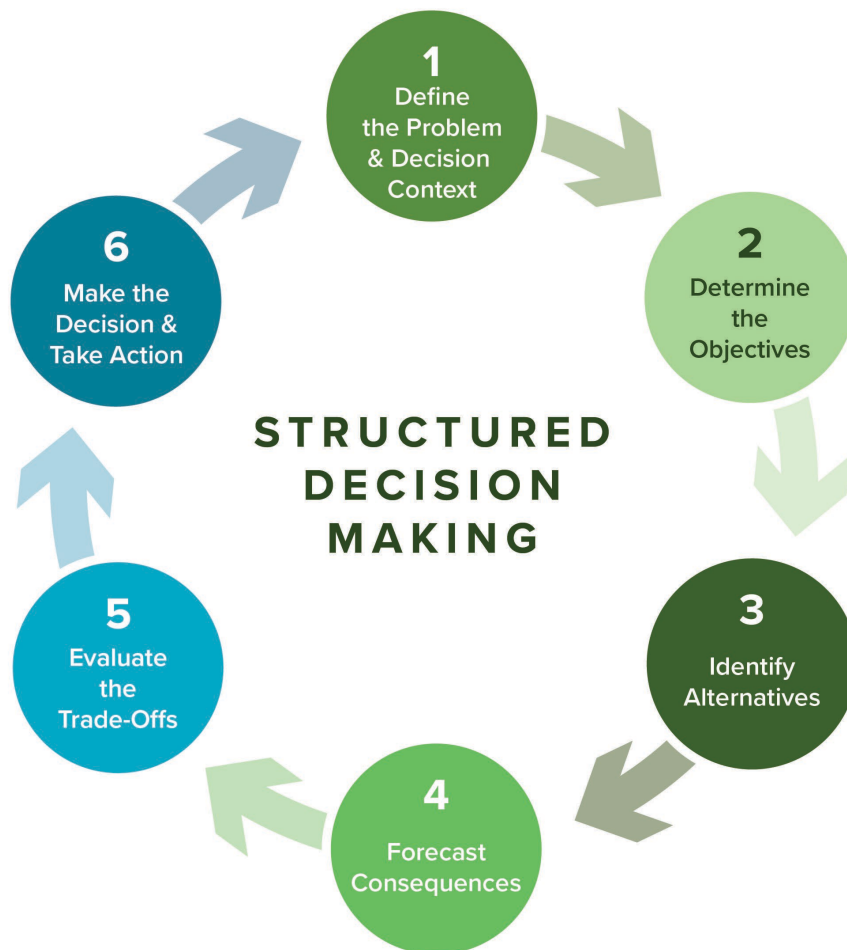 1
Define
the Problem
& Decision
Context
2
Determine
the
Objectives
3
Identify
Alternatives
4
Forecast
Consequences
5
Evaluate
the
Trade-Offs
6
Make the
Decision &
Take Action
STRUCTURED
DECISION
MAKING